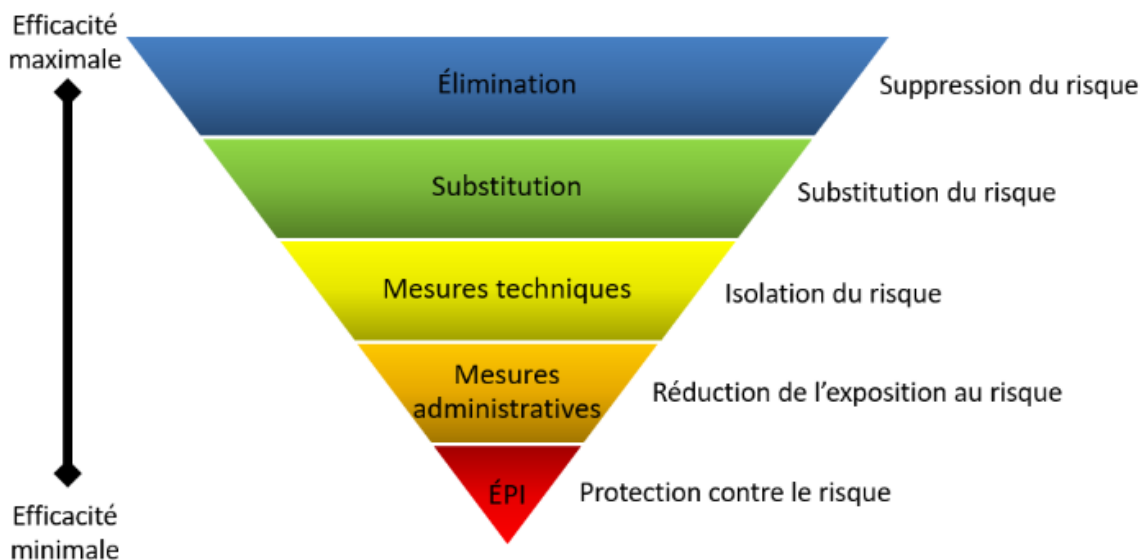 Efficacité
maximale
Élimination
Suppression du risque
Substitution
Substitution du risque
Mesures techniques
Isolation du risque
Mesures
administratives
Réduction de l’exposition au risque
ÉPI
Protection contre le risque
Efficacité
minimale